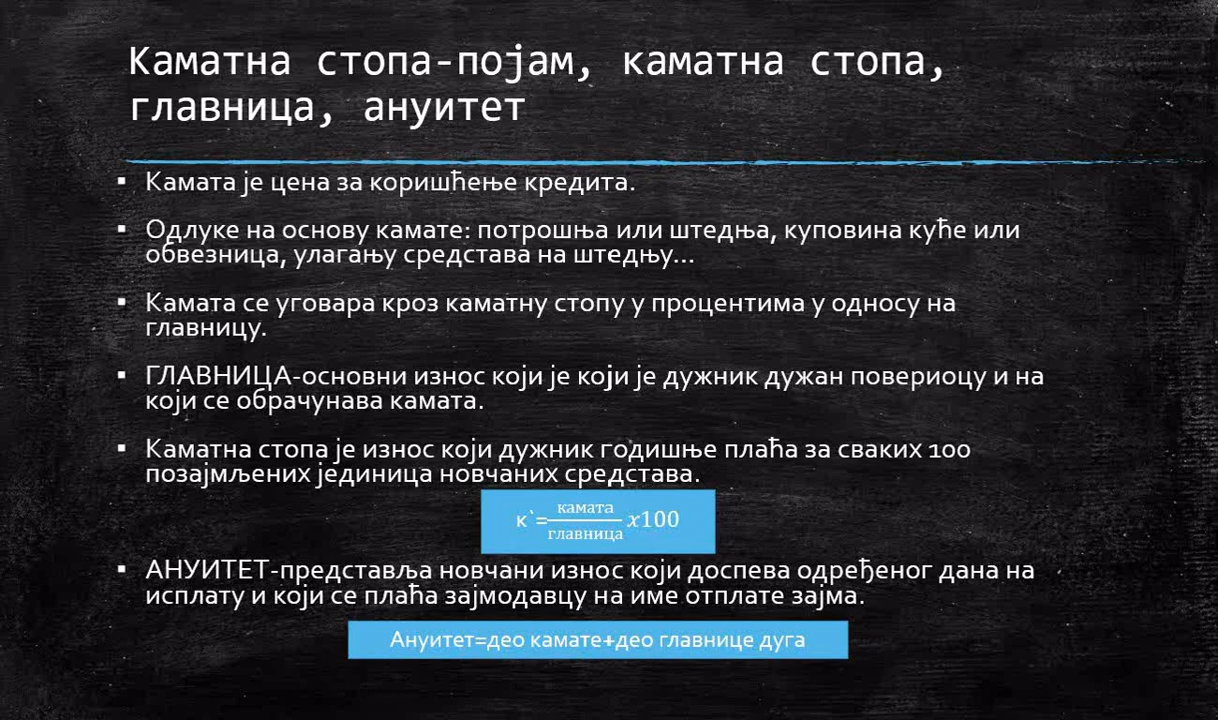 Каматна стопа-појам, каматна стопа,
главница, ануитет
▪ Камата је цена за коришћење кредита.
▪ Одлуке на основу камате: потрошња или штедња, куповина куће или
обвезница, улагању средстава на штедњу...
▪ Камата се уговара кроз каматну стопу у процентима у односу на
главницу.
▪ ГЛАВНИЦА-основни износ који је који је дужник дужан повериоцу и на
који се обрачунава камата.
▪ Каматна стопа је износ који дужник годишње плаћа за сваких 100
позајмљених јединица новчаних средстава.
к`=камата/главница x100
▪ АНУИТЕТ-представља новчани износ који доспева одређеног дана на
исплату и који се плаћа зајмодавцу на име отплате зајма.
Ануитет=део камате+део главнице дуга